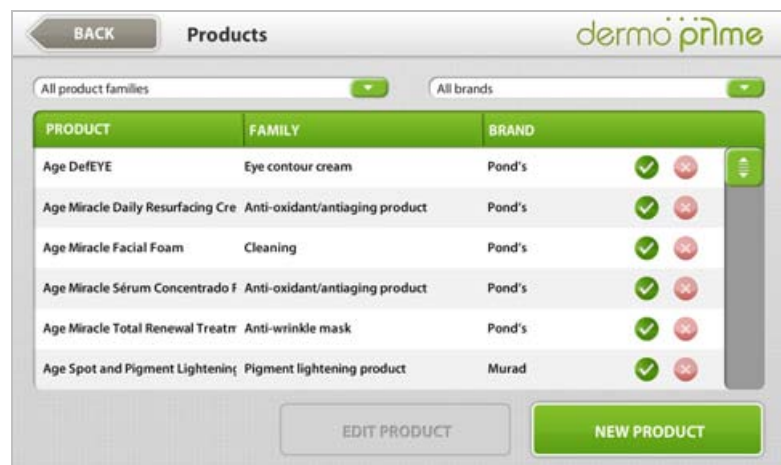 BACK Products dermo prime
All product families All brands
PRODUCT FAMILY BRAND
Age DefEYE Eye contour cream Pond's
Age Miracle Daily Resurfacing Cre Anti-oxidant/antiaging product Pond's
Age Miracle Facial Foam Cleaning Pond's
Age Miracle Sérum Concentrado F Anti-oxidant/antiaging product Pond's
Age Miracle Total Renewal Treatm Anti-wrinkle mask Pond's
Age Spot and Pigment Lightening Pigment lightening product Murad
EDIT PRODUCT NEW PRODUCT